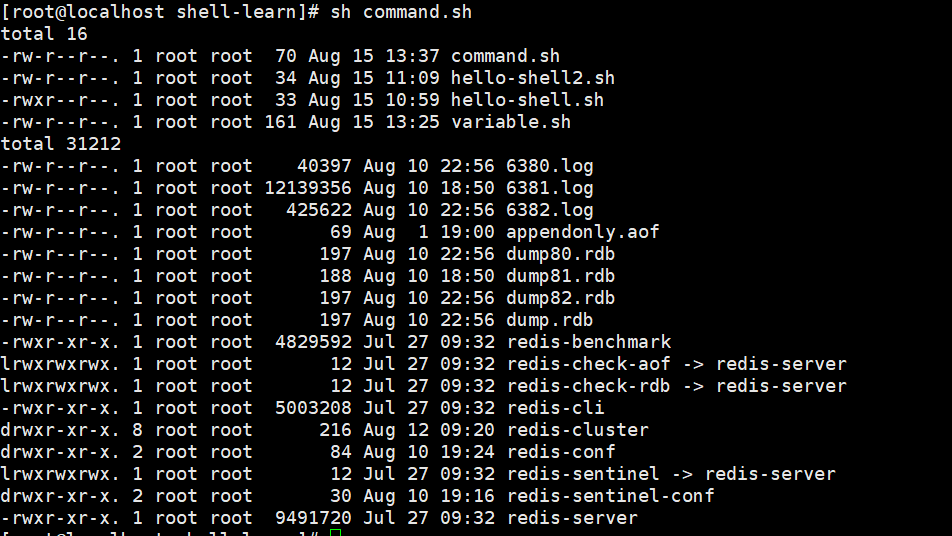 [root@localhost shell-learn]# sh command.sh
total 16
-rw-r--r--. 1 root root  70 Aug 15 13:37 command.sh
-rw-r--r--. 1 root root  34 Aug 15 11:09 hello-shell2.sh
-rwxr--r--. 1 root root  33 Aug 15 10:59 hello-shell.sh
-rw-r--r--. 1 root root 161 Aug 15 13:25 variable.sh
total 31212
-rw-r--r--. 1 root root    40397 Aug 10 22:56 6380.log
-rw-r--r--. 1 root root 12139356 Aug 10 18:50 6381.log
-rw-r--r--. 1 root root   425622 Aug 10 22:56 6382.log
-rw-r--r--. 1 root root       69 Aug  1 19:00 appendonly.aof
-rw-r--r--. 1 root root      197 Aug 10 22:56 dump80.rdb
-rw-r--r--. 1 root root      188 Aug 10 18:50 dump81.rdb
-rw-r--r--. 1 root root      197 Aug 10 22:56 dump82.rdb
-rw-r--r--. 1 root root      197 Aug 10 22:56 dump.rdb
-rwxr-xr-x. 1 root root  4829592 Jul 27 09:32 redis-benchmark
lrwxrwxrwx. 1 root root       12 Jul 27 09:32 redis-check-aof -> redis-server
lrwxrwxrwx. 1 root root       12 Jul 27 09:32 redis-check-rdb -> redis-server
-rwxr-xr-x. 1 root root  5003208 Jul 27 09:32 redis-cli
drwxr-xr-x. 8 root root      216 Aug 12 09:20 redis-cluster
drwxr-xr-x. 2 root root       84 Aug 10 19:24 redis-conf
lrwxrwxrwx. 1 root root       12 Jul 27 09:32 redis-sentinel -> redis-server
drwxr-xr-x. 2 root root       30 Aug 10 19:16 redis-sentinel-conf
-rwxr-xr-x. 1 root root  9491720 Jul 27 09:32 redis-server
[root@localhost shell-learn]#